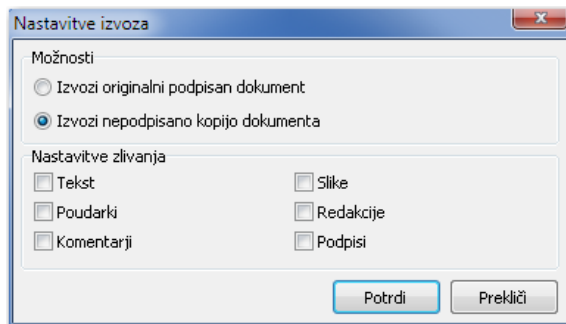 Nastavitve izvoza
Možnosti
Izvozi originalni podpisan dokument
Izvozi nepodpisano kopijo dokumenta
Nastavitve zlivanja
Tekst
Slike
Poudarki
Redakcije
Komentarji
Podpisi
Potrdi
Prekliči